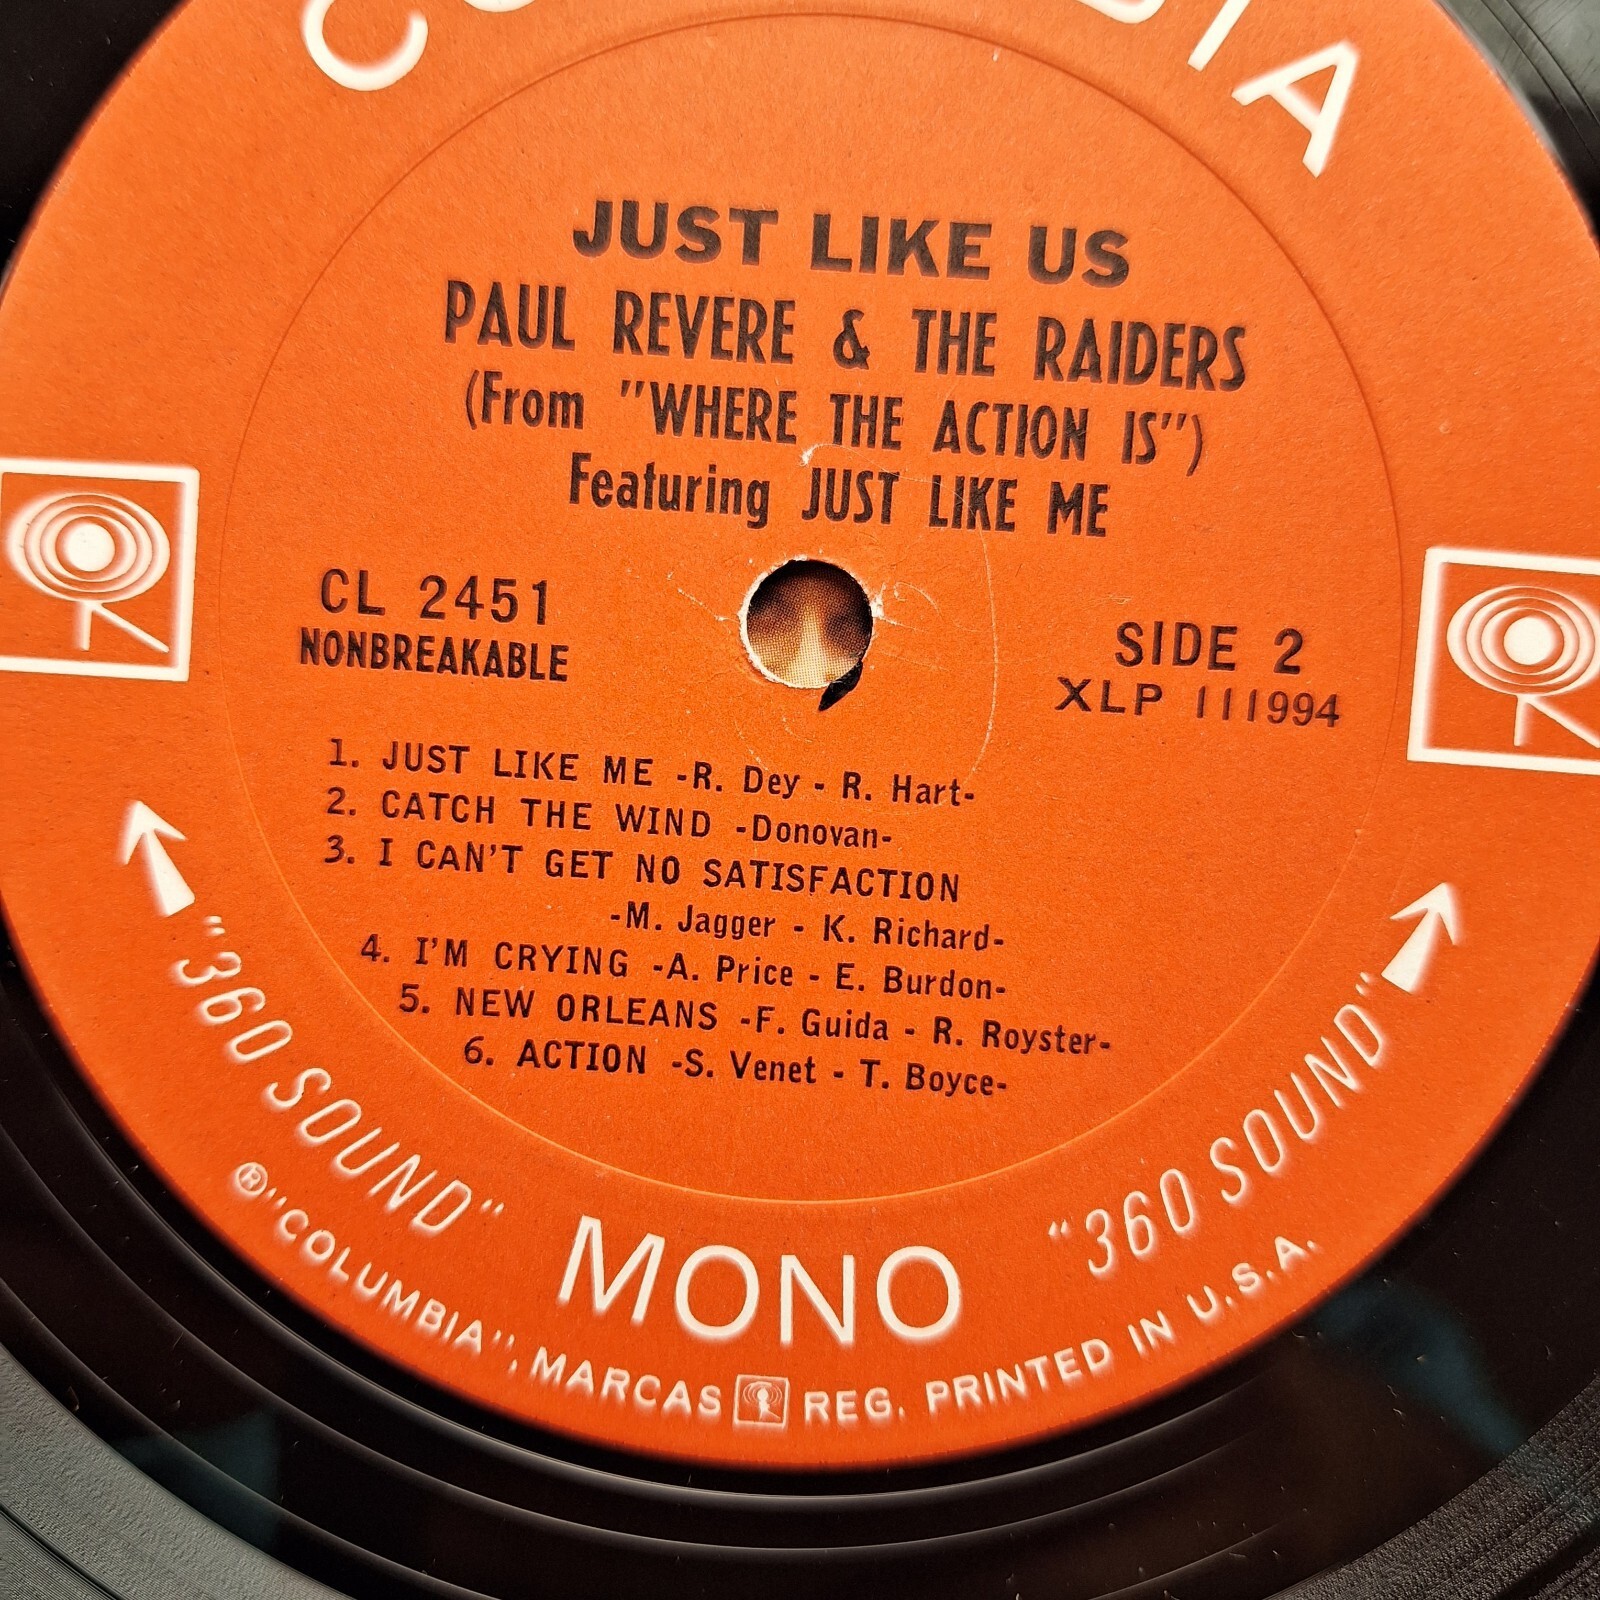 JUST LIKE US
PAUL REVERE & THE RAIDERS
(From "WHERE THE ACTION IS")
Featuring JUST LIKE ME
CL 2451
NONBREAKABLE
SIDE 2
XLP 111994
1. JUST LIKE ME -R. Dey - R. Hart-
2. CATCH THE WIND -Donovan-
3. I CAN'T GET NO SATISFACTION
-M. Jagger - K. Richard-
4. I'M CRYING -A. Price - E. Burdon-
5. NEW ORLEANS -F. Guida - R. Royster-
6. ACTION -S. Venet - T. Boyce-
"360 SOUND"
MONO
"360 SOUND"
®"COLUMBIA", MARCAS REG. PRINTED IN U.S.A.